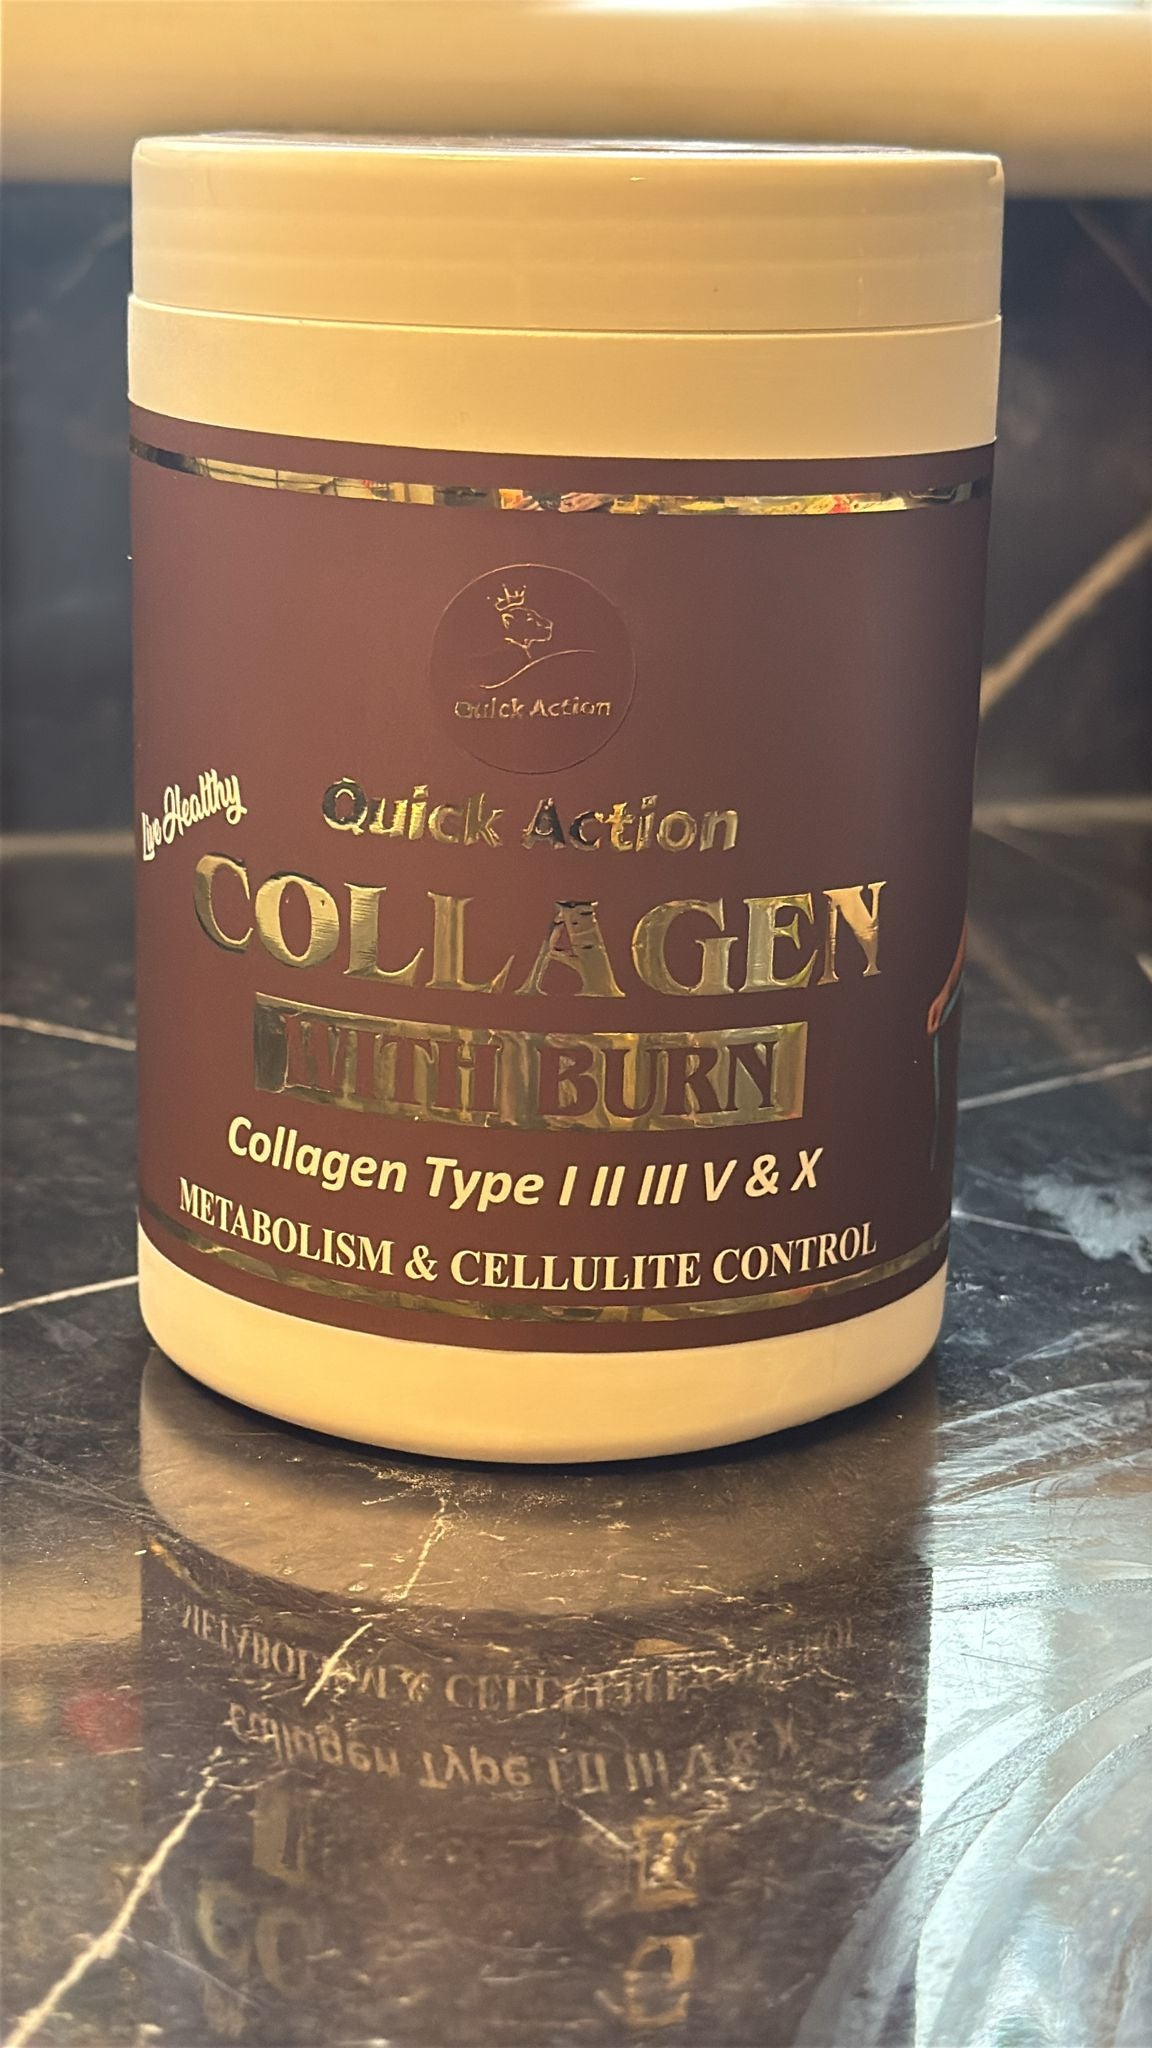 Quick Action
Live Healthy
Quick Action
COLLAGEN
WITH BURN
Collagen Type I II III V & X
METABOLISM & CELLULITE CONTROL